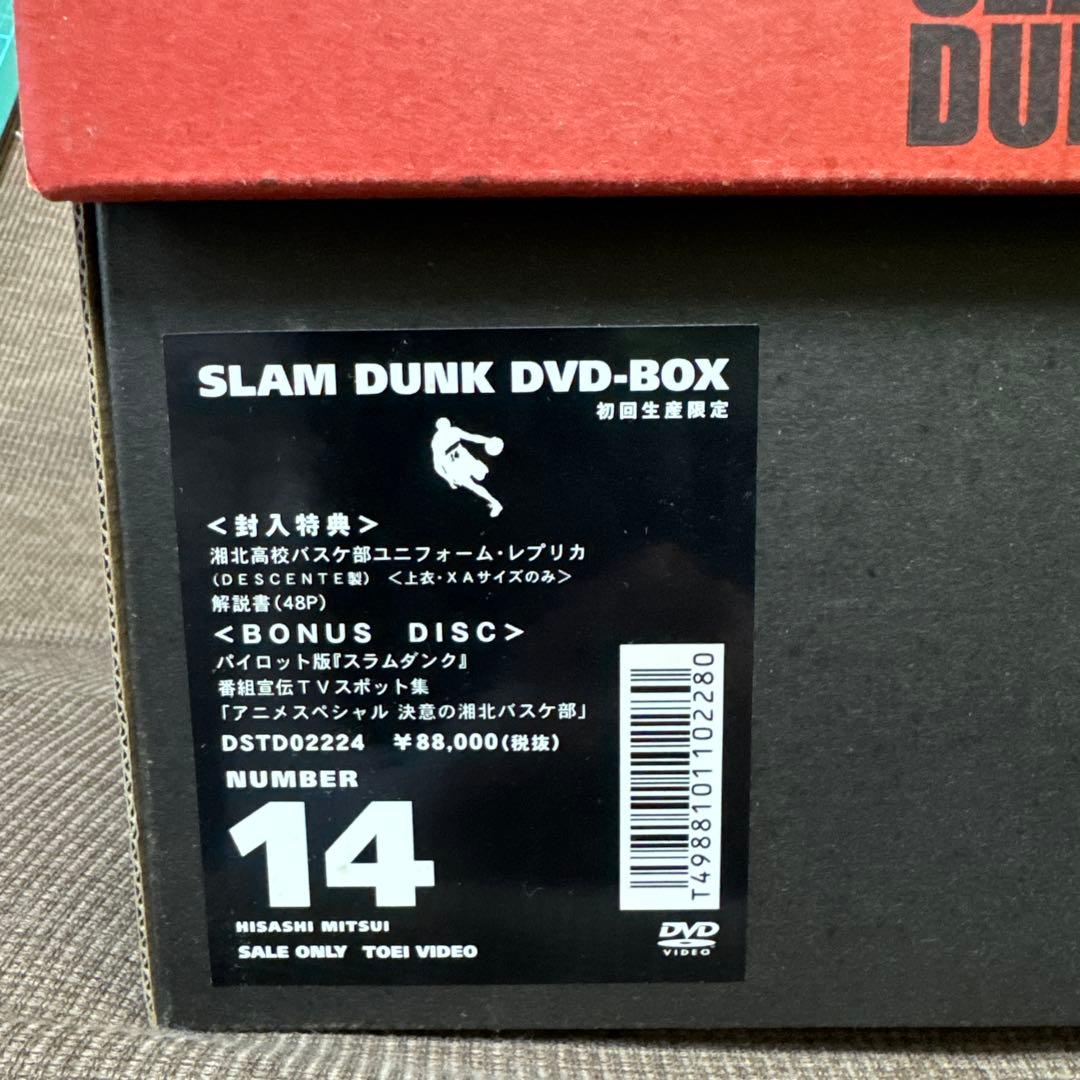 DUN
SLAM DUNK DVD-BOX
初回生産限定
＜封入特典＞
湘北高校バスケ部ユニフォーム・レプリカ
(DESCENTE製) ＜上衣・XAサイズのみ＞
解説書(48P)
＜BONUS DISC＞
パイロット版『スラムダンク』
番組宣伝TVスポット集
「アニメスペシャル 決意の湘北バスケ部」
DSTD02224 ¥88,000(税抜)
NUMBER
14
HISASHI MITSUI
SALE ONLY TOEI VIDEO
T4988101102280
DVD
VIDEO